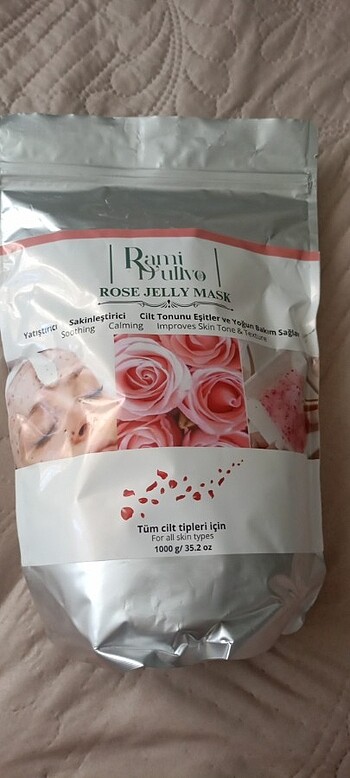 Rami
D'ullvo
ROSE JELLY MASK
Yatıştırıcı Sakinleştirici Cilt Tonunu Eşitler ve Yoğun Bakım Sağlar
Soothing Calming Improves Skin Tone & Texture
Tüm cilt tipleri için
For all skin types
1000 g/ 35.2 oz